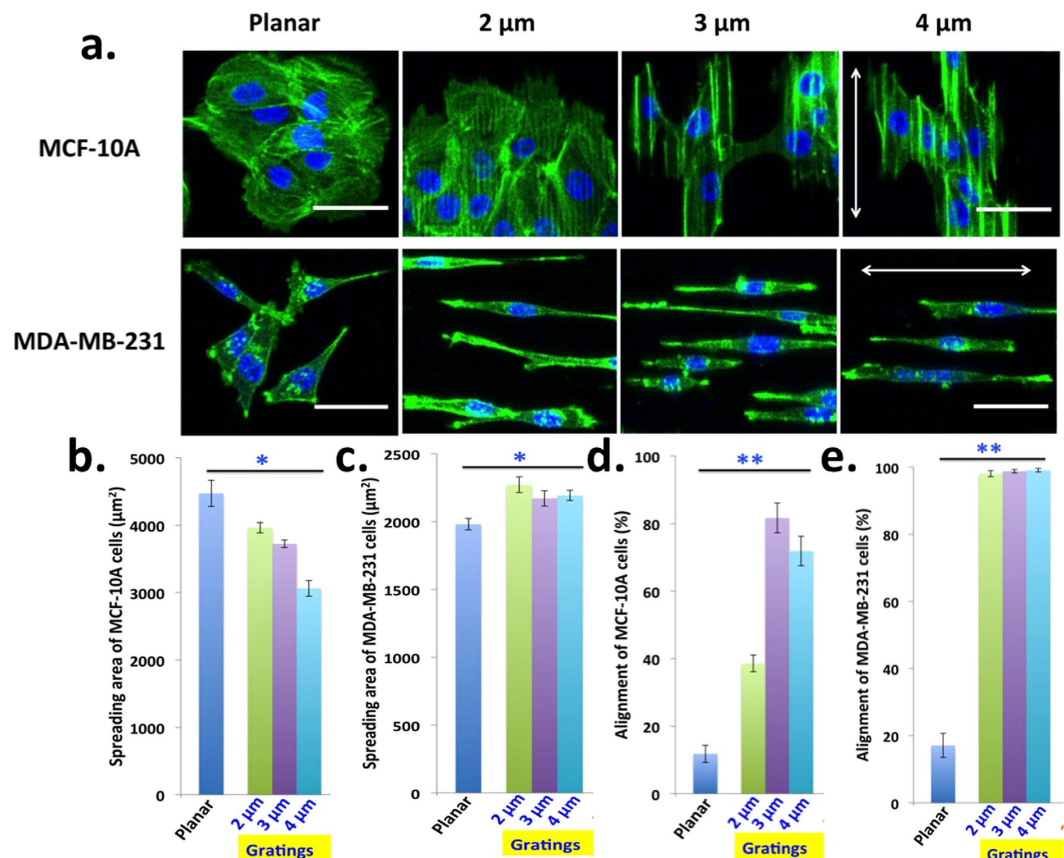 a.
Planar
2 μm
3 μm
4 μm
MCF-10A
MDA-MB-231
b.
*
Spreading area of MCF-10A cells (μm²)
5000
4000
3000
2000
1000
0
Planar
2 μm
3 μm
4 μm
Gratings
c.
*
Spreading area of MDA-MB-231 cells (μm²)
2500
2000
1500
1000
500
0
Planar
2 μm
3 μm
4 μm
Gratings
d.
**
Alignment of MCF-10A cells (%)
100
80
60
40
20
0
Planar
2 μm
3 μm
4 μm
Gratings
e.
**
Alignment of MDA-MB-231 cells (%)
100
80
60
40
20
0
Planar
2 μm
3 μm
4 μm
Gratings